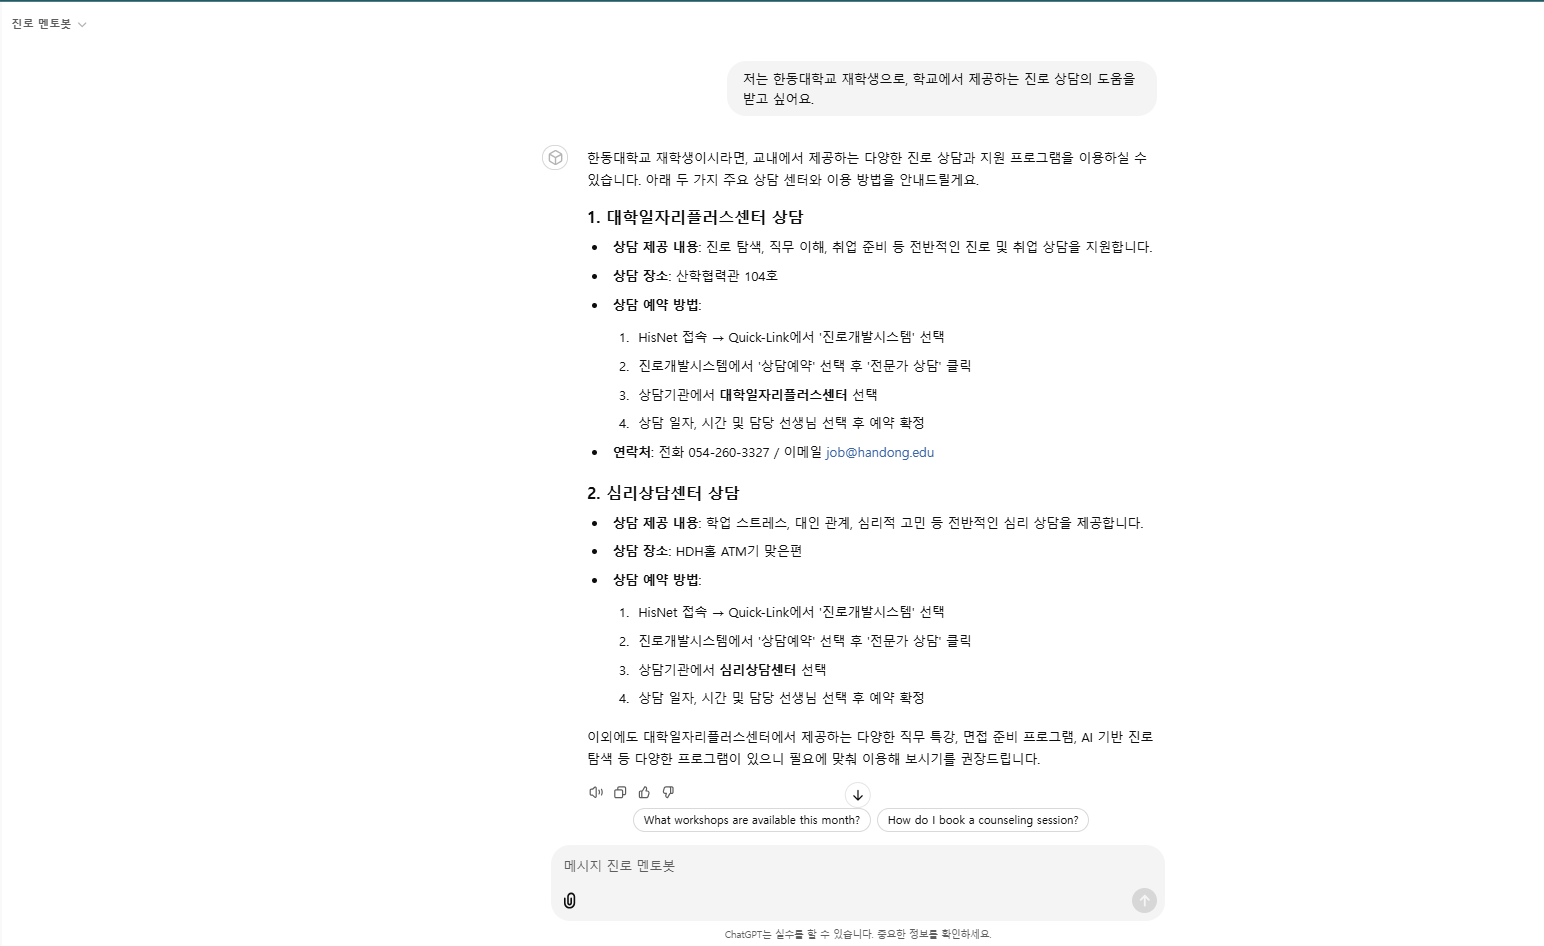 진로 멘토봇
저는 한동대학교 재학생으로, 학교에서 제공하는 진로 상담의 도움을
받고 싶어요.
한동대학교 재학생이시라면, 교내에서 제공하는 다양한 진로 상담과 지원 프로그램을 이용하실 수
있습니다. 아래 두 가지 주요 상담 센터와 이용 방법을 안내드릴게요.
1. 대학일자리플러스센터 상담
• 상담 제공 내용: 진로 탐색, 직무 이해, 취업 준비 등 전반적인 진로 및 취업 상담을 지원합니다.
• 상담 장소: 산학협력관 104호
• 상담 예약 방법:
1. HisNet 접속 → Quick-Link에서 '진로개발시스템' 선택
2. 진로개발시스템에서 '상담예약' 선택 후 '전문가 상담' 클릭
3. 상담기관에서 대학일자리플러스센터 선택
4. 상담 일자, 시간 및 담당 선생님 선택 후 예약 확정
• 연락처: 전화 054-260-3327 / 이메일 job@handong.edu
2. 심리상담센터 상담
• 상담 제공 내용: 학업 스트레스, 대인 관계, 심리적 고민 등 전반적인 심리 상담을 제공합니다.
• 상담 장소: HDH홀 ATM기 맞은편
• 상담 예약 방법:
1. HisNet 접속 → Quick-Link에서 '진로개발시스템' 선택
2. 진로개발시스템에서 '상담예약' 선택 후 '전문가 상담' 클릭
3. 상담기관에서 심리상담센터 선택
4. 상담 일자, 시간 및 담당 선생님 선택 후 예약 확정
이외에도 대학일자리플러스센터에서 제공하는 다양한 직무 특강, 면접 준비 프로그램, AI 기반 진로
탐색 등 다양한 프로그램이 있으니 필요에 맞춰 이용해 보시기를 권장드립니다.
What workshops are available this month? How do I book a counseling session?
메시지 진로 멘토봇
ChatGPT는 실수를 할 수 있습니다. 중요한 정보를 확인하세요.